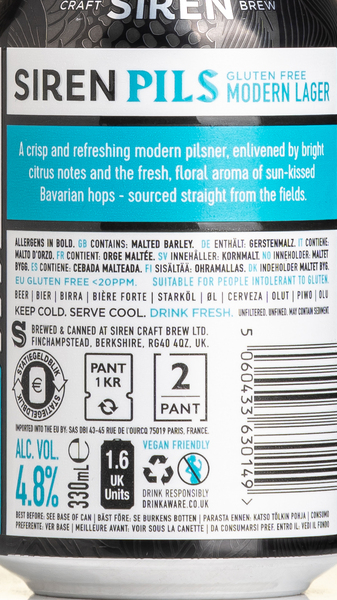 CRAFT SIREN BREW
SIREN PILS GLUTEN FREE
MODERN LAGER
A crisp and refreshing modern pilsner, enlivened by bright
citrus notes and the fresh, floral aroma of sun-kissed
Bavarian hops - sourced straight from the fields.
ALLERGENS IN BOLD. GB CONTAINS: MALTED BARLEY. DE ENTHÄLT: GERSTENMALZ. IT CONTIENE:
MALTO D'ORZO. FR CONTIENT: ORGE MALTÉE. SV INNEHÅLLER: KORNMALT. NO INNEHOLDER: MALTET
BYGG. ES CONTIENE: CEBADA MALTEADA. FI SISÄLTÄÄ: OHRAMALLAS. DK INDEHOLDER MALTET BYG.
EU GLUTEN FREE <20PPM. SUITABLE FOR PEOPLE INTOLERANT TO GLUTEN.
BEER | BIER | BIRRA | BIÈRE FORTE | STARKÖL | ØL | CERVEZA | OLUT | PIWO | OLU
KEEP COLD. SERVE COOL. DRINK FRESH. UNFILTERED. UNFINED. MAY CONTAIN SEDIMENT
BREWED & CANNED AT SIREN CRAFT BREW LTD.
FINCHAMPSTEAD, BERKSHIRE, RG40 4QZ, UK.
STATIEGELDBLIK
€
STATIEGELDBLIK
PANT
1 KR
2
PANT
IMPORTED INTO THE EU BY: SAS DBI 43-45 RUE DE L'OURCQ 75019 PARIS, FRANCE.
ALC. VOL.
4.8%
330ml e
1.6
UK
Units
VEGAN FRIENDLY
DRINK RESPONSIBLY
DRINKAWARE.CO.UK
5 060433 630149 >
BEST BEFORE: SEE BASE OF CAN | BÄST FÖRE: SE BURKENS BOTTEN | PARASTA ENNEN: KATSO TÖLKIN POHJA | CONSUMO
PREFERENTE: VER BASE | MEILLEURE AVANT: VOIR SOUS LA CANETTE | DA CONSUMARSI PREF. ENTRO IL: VEDI IL FONDO